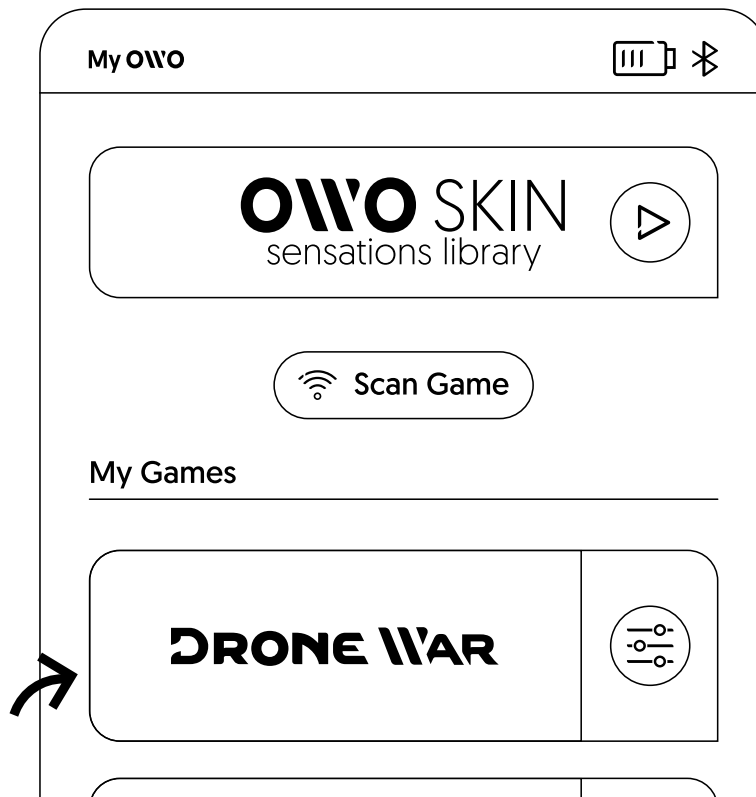 My OWO
OWO SKIN
sensations library
Scan Game
My Games
DRONE WAR